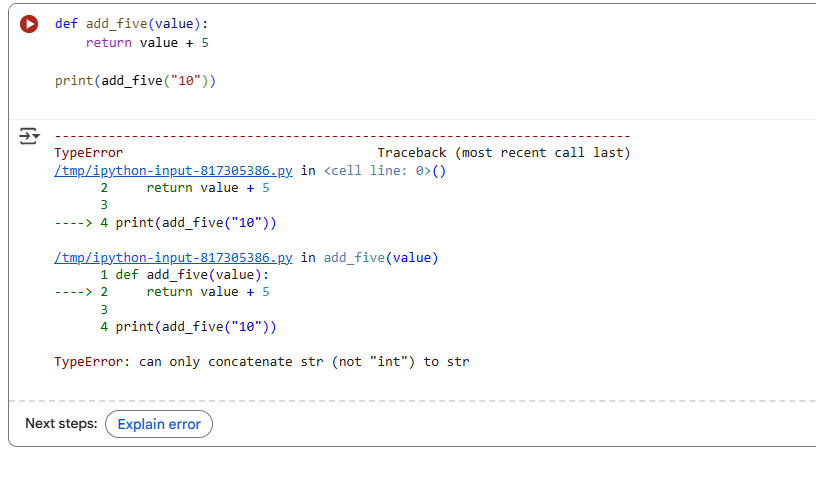 def add_five(value):
    return value + 5

print(add_five("10"))

---------------------------------------------------------------------------
TypeError                                 Traceback (most recent call last)
/tmp/ipython-input-817305386.py in <cell line: 0>()
      2     return value + 5
      3
----> 4 print(add_five("10"))

/tmp/ipython-input-817305386.py in add_five(value)
      1 def add_five(value):
----> 2     return value + 5
      3
      4 print(add_five("10"))

TypeError: can only concatenate str (not "int") to str
Next steps: Explain error